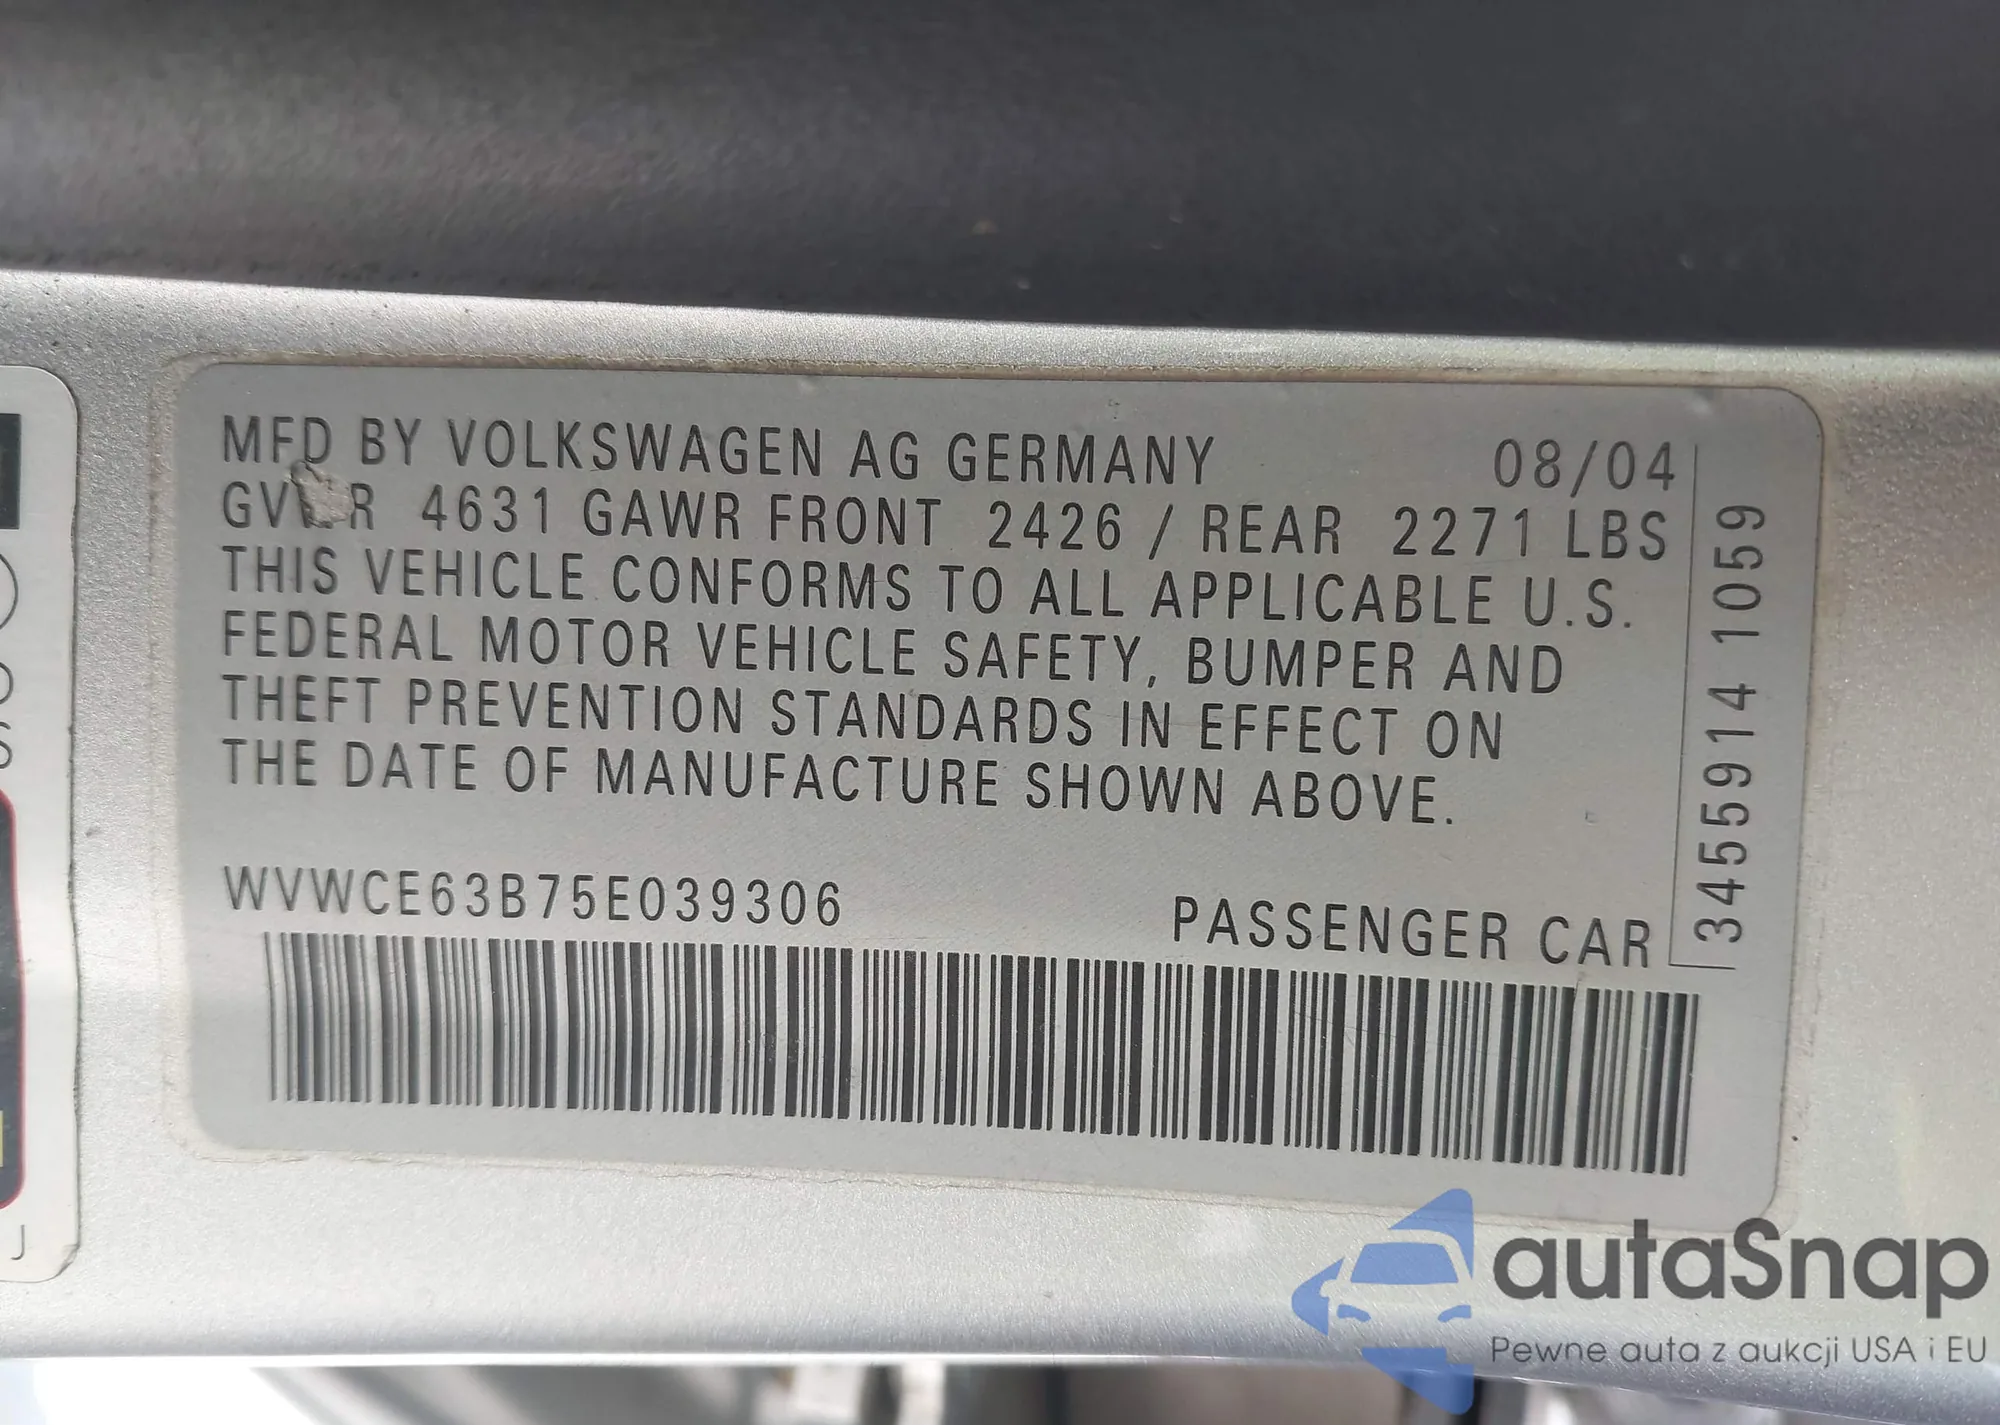 MFD BY VOLKSWAGEN AG GERMANY 08/04
GVWR 4631 GAWR FRONT 2426 / REAR 2271 LBS
THIS VEHICLE CONFORMS TO ALL APPLICABLE U.S.
FEDERAL MOTOR VEHICLE SAFETY, BUMPER AND
THEFT PREVENTION STANDARDS IN EFFECT ON
THE DATE OF MANUFACTURE SHOWN ABOVE.
WVWCE63B75E039306 PASSENGER CAR
3455914 1059
autaSnap
Pewne auta z aukcji USA i EU